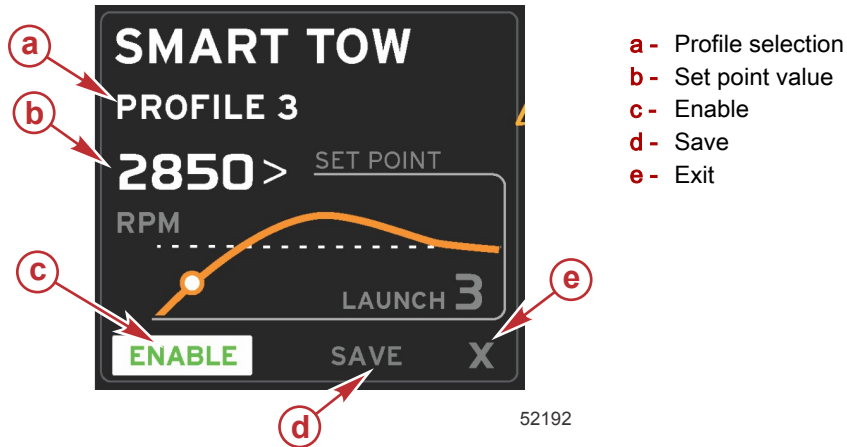 SMART TOW
PROFILE 3
2850>
SET POINT
RPM
LAUNCH 3
ENABLE SAVE X
a
b
c
d
e
a - Profile selection
b - Set point value
c - Enable
d - Save
e - Exit
52192